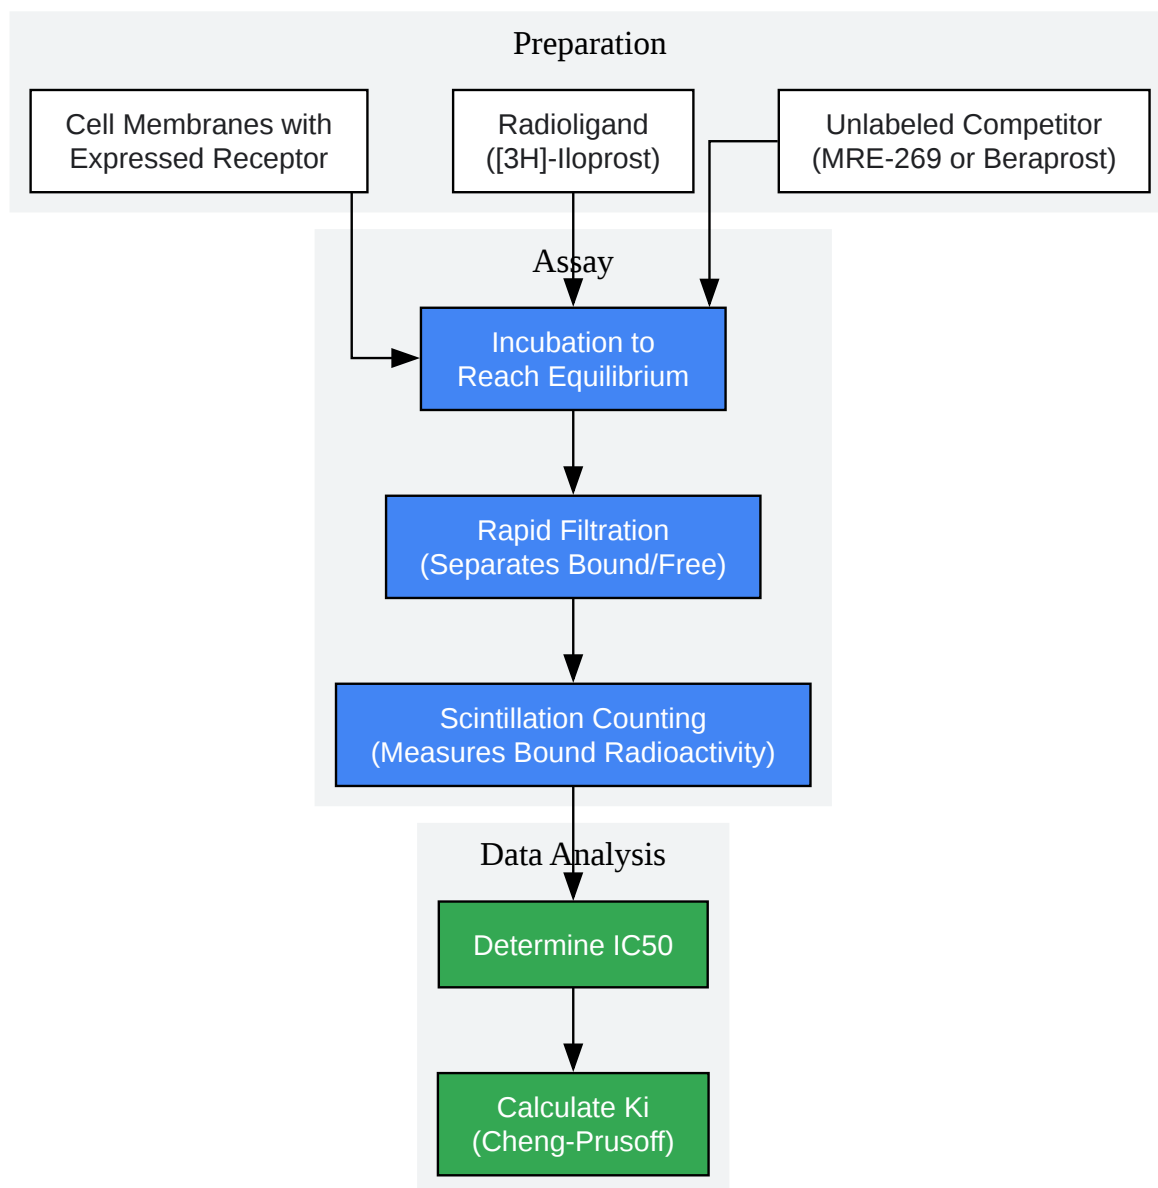 Preparation
Cell Membranes with
Expressed Receptor
Radioligand
([3H]-Iloprost)
Unlabeled Competitor
(MRE-269 or Beraprost)
Assay
Incubation to
Reach Equilibrium
Rapid Filtration
(Separates Bound/Free)
Scintillation Counting
(Measures Bound Radioactivity)
Data Analysis
Determine IC50
Calculate Ki
(Cheng-Prusoff)